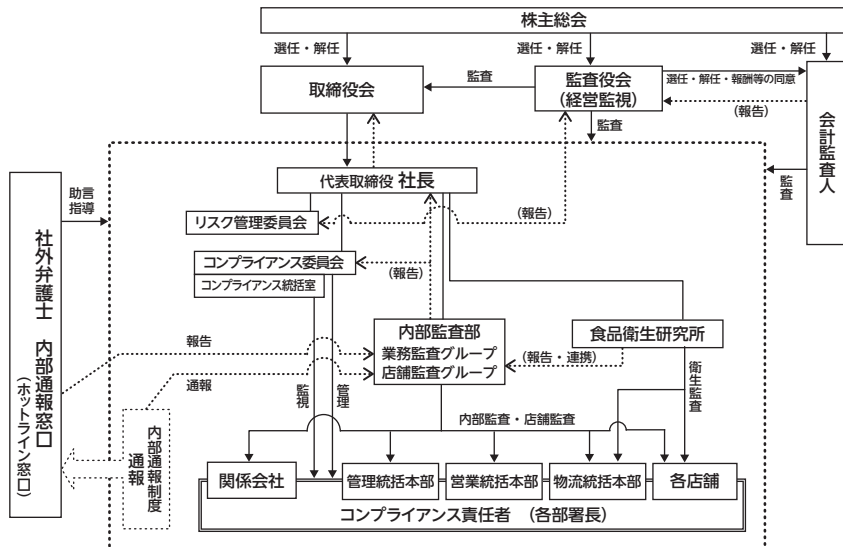 株主総会
選任・解任
選任・解任
選任・解任
取締役会
監査
監査役会
(経営監視)
選任・解任・報酬等の同意
(報告)
監査
会計監査人
監査
代表取締役 社長
助言
指導
リスク管理委員会
(報告)
社外弁護士 内部通報窓口
(ホットライン窓口)
コンプライアンス委員会
コンプライアンス統括室
(報告)
内部監査部
業務監査グループ
店舗監査グループ
食品衛生研究所
(報告・連携)
報告
通報
監視
管理
衛生監査
内部監査・店舗監査
内部通報制度
通報
関係会社
管理統括本部
営業統括本部
物流統括本部
各店舗
コンプライアンス責任者 (各部署長)